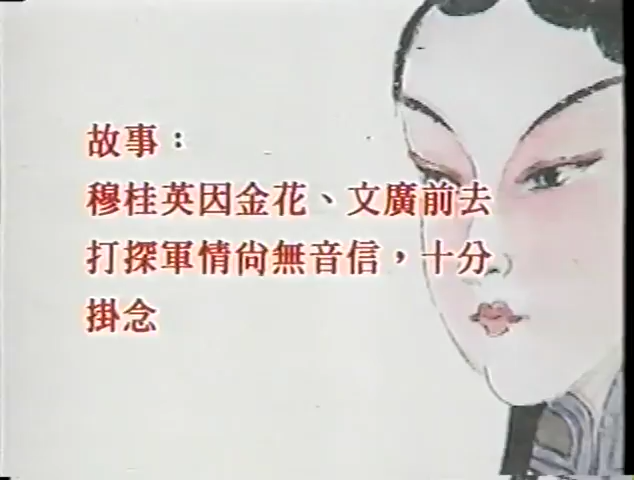 故事：
穆桂英因金花、文廣前去
打探軍情尚無音信，十分
掛念